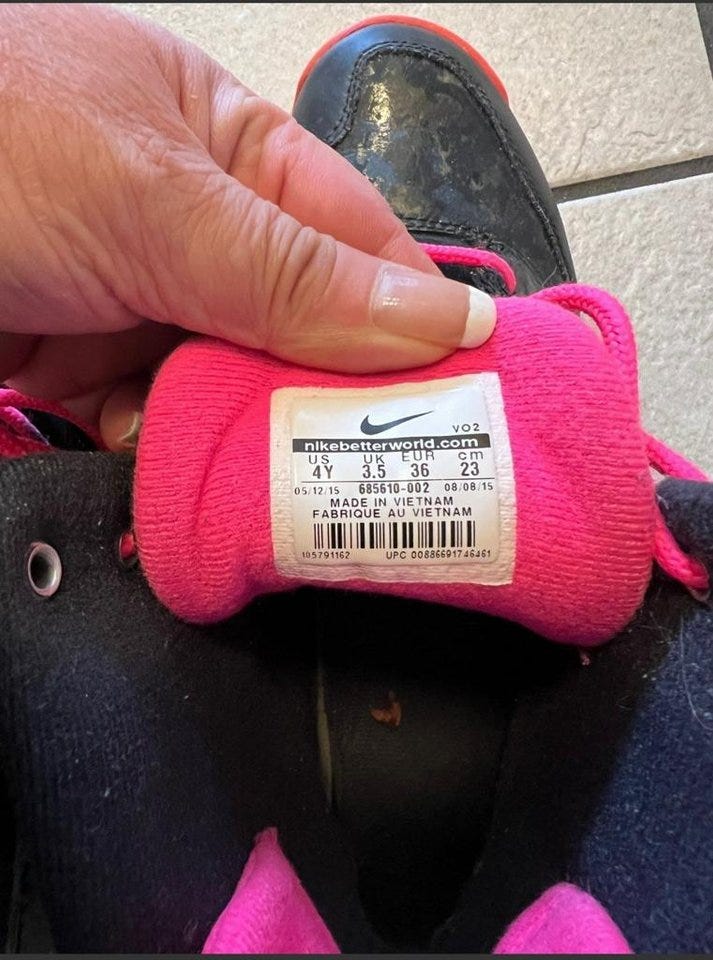 VO2
nikebetterworld.com
US UK EUR cm
4Y 3.5 36 23
05/12/15 685610-002 08/08/15
MADE IN VIETNAM
FABRIQUE AU VIETNAM
105791162 UPC 00886691746461